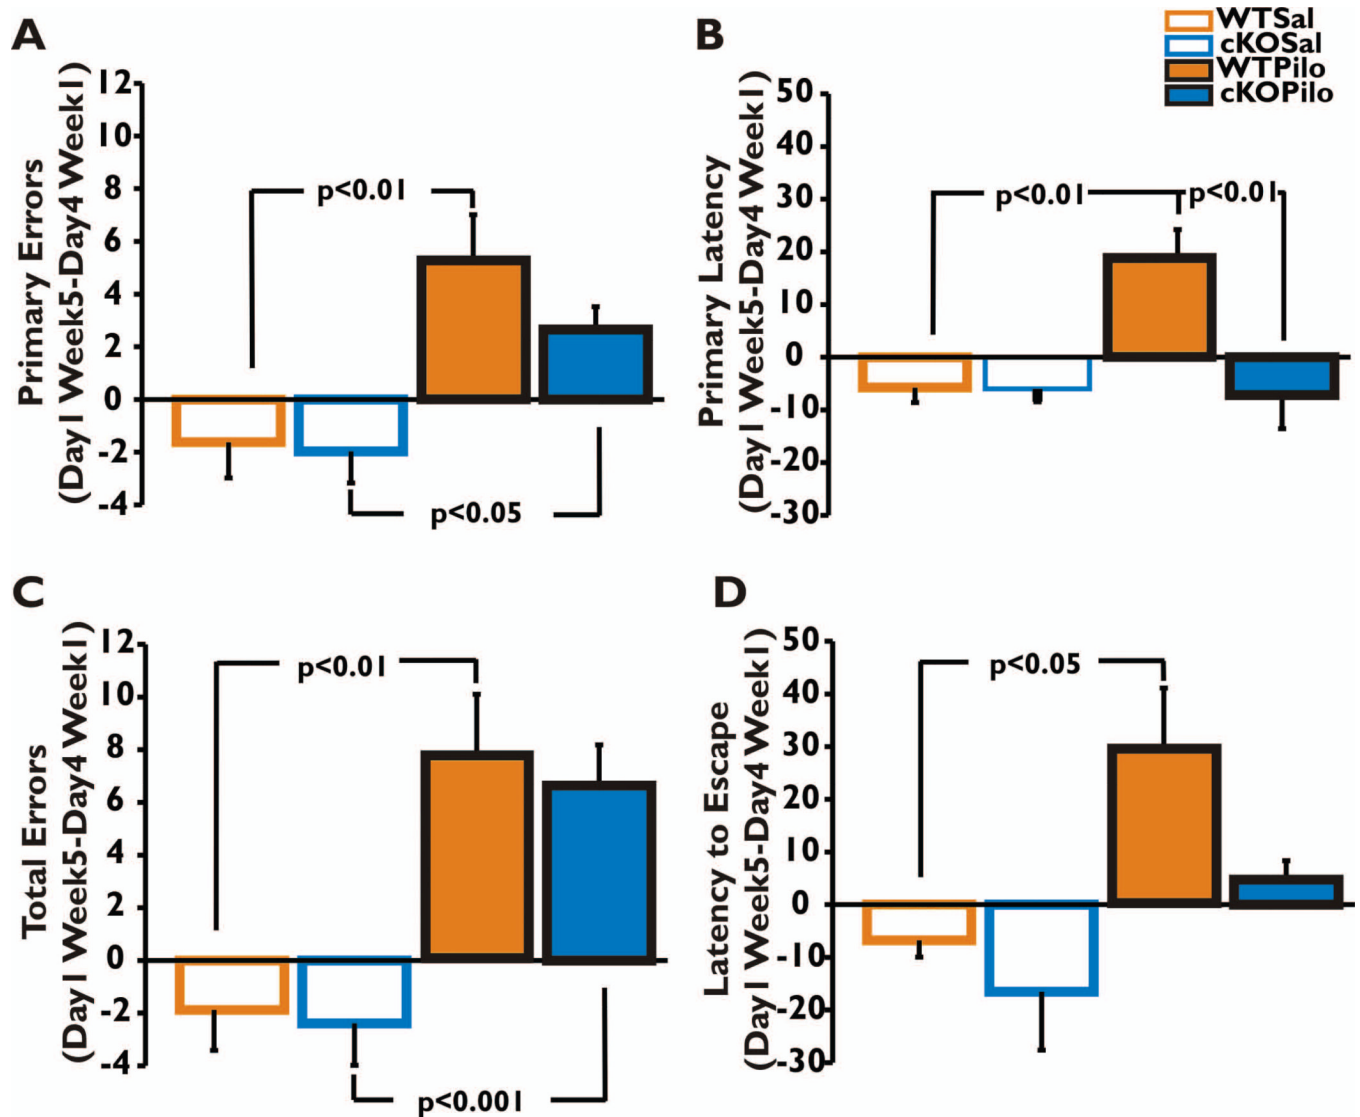 A
Primary Errors
(Day1 Week5-Day4 Week1)
12
10
8
6
4
2
0
-2
-4
p<0.01
p<0.05
B
WTSal
cKOSal
WTPilo
cKOPilo
Primary Latency
(Day1 Week5-Day4 Week1)
50
40
30
20
10
0
-10
-20
-30
p<0.01
p<0.01
C
Total Errors
(Day1 Week5-Day4 Week1)
12
10
8
6
4
2
0
-2
-4
p<0.01
p<0.001
D
Latency to Escape
(Day1 Week5-Day4 Week1)
50
40
30
20
10
0
-10
-20
-30
p<0.05